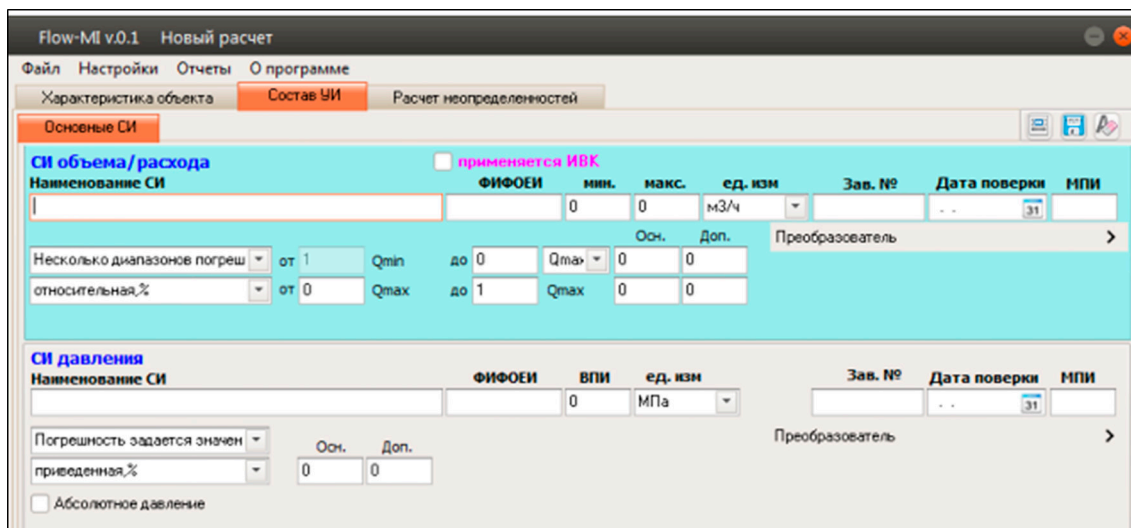 Flow-MI v.0.1 Новый расчет
Файл Настройки Отчеты О программе
Характеристика объекта Состав УИ Расчет неопределенностей
Основные СИ
СИ объема/расхода применяется ИВК
Наименование СИ ФИФОЕИ мин. макс. ед. изм Зав. № Дата поверки МПИ
0 0 м3/ч . . 31
Осн. Доп. Преобразователь >
Несколько диапазонов погреш от 1 Qmin до 0 Qmax 0 0
относительная,% от 0 Qmax до 1 Qmax 0 0
СИ давления
Наименование СИ ФИФОЕИ ВПИ ед. изм Зав. № Дата поверки МПИ
0 МПа . . 31
Погрешность задается значен Осн. Доп. Преобразователь >
приведенная,% 0 0
Абсолютное давление